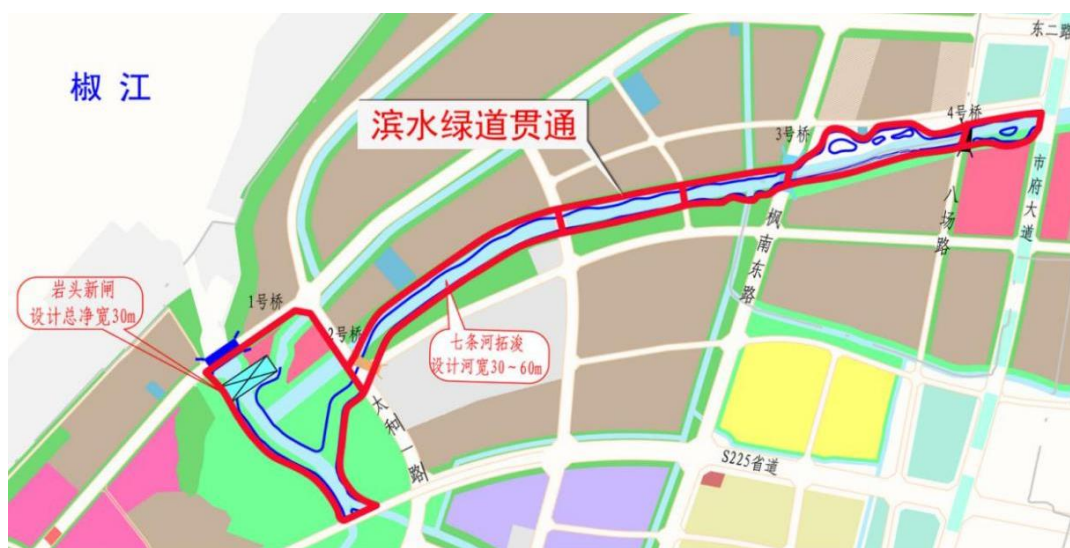 东二路
椒江
滨水绿道贯通
4号桥
3号桥
市府大道
八场路
枫南东路
岩头新闸
设计总净宽30m
1号桥
2号桥
七条河拓浚
设计河宽30~60m
太和一路
S225省道